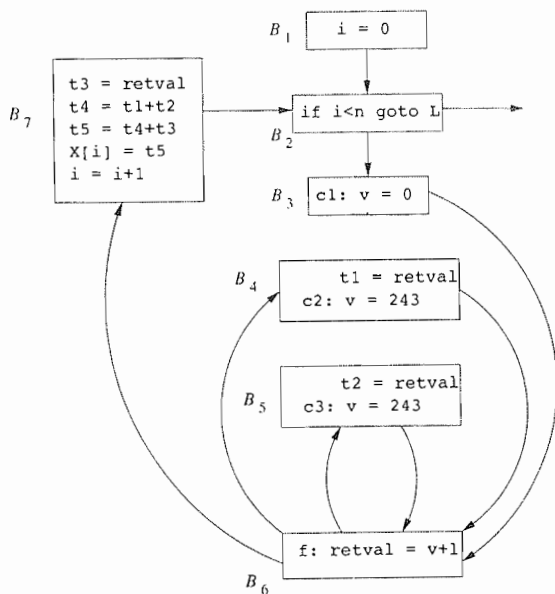 B1
i = 0
B7
t3 = retval
t4 = t1+t2
t5 = t4+t3
X[i] = t5
i = i+1
if i<n goto L
B2
B3
c1: v = 0
B4
t1 = retval
c2: v = 243
B5
t2 = retval
c3: v = 243
f: retval = v+1
B6